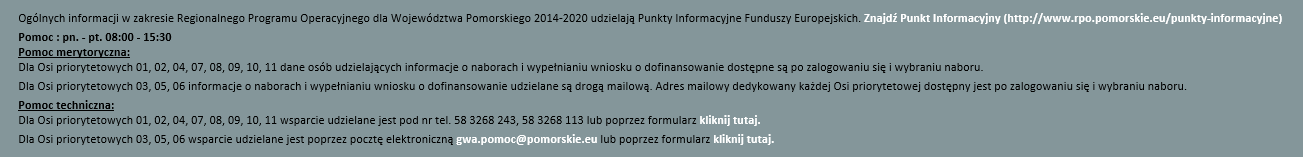 Ogólnych informacji w zakresie Regionalnego Programu Operacyjnego dla Województwa Pomorskiego 2014-2020 udzielają Punkty Informacyjne Funduszy Europejskich. Znajdź Punkt Informacyjny (http://www.rpo.pomorskie.eu/punkty-informacyjne)
Pomoc : pn. - pt. 08:00 - 15:30
Pomoc merytoryczna:
Dla Osi priorytetowych 01, 02, 04, 07, 08, 09, 10, 11 dane osób udzielających informacje o naborach i wypełnianiu wniosku o dofinansowanie dostępne są po zalogowaniu się i wybraniu naboru.
Dla Osi priorytetowych 03, 05, 06 informacje o naborach i wypełnianiu wniosku o dofinansowanie udzielane są drogą mailową. Adres mailowy dedykowany każdej Osi priorytetowej dostępny jest po zalogowaniu się i wybraniu naboru.
Pomoc techniczna:
Dla Osi priorytetowych 01, 02, 04, 07, 08, 09, 10, 11 wsparcie udzielane jest pod nr tel. 58 3268 243, 58 3268 113 lub poprzez formularz kliknij tutaj.
Dla Osi priorytetowych 03, 05, 06 wsparcie udzielane jest poprzez pocztę elektroniczną gwa.pomoc@pomorskie.eu lub poprzez formularz kliknij tutaj.